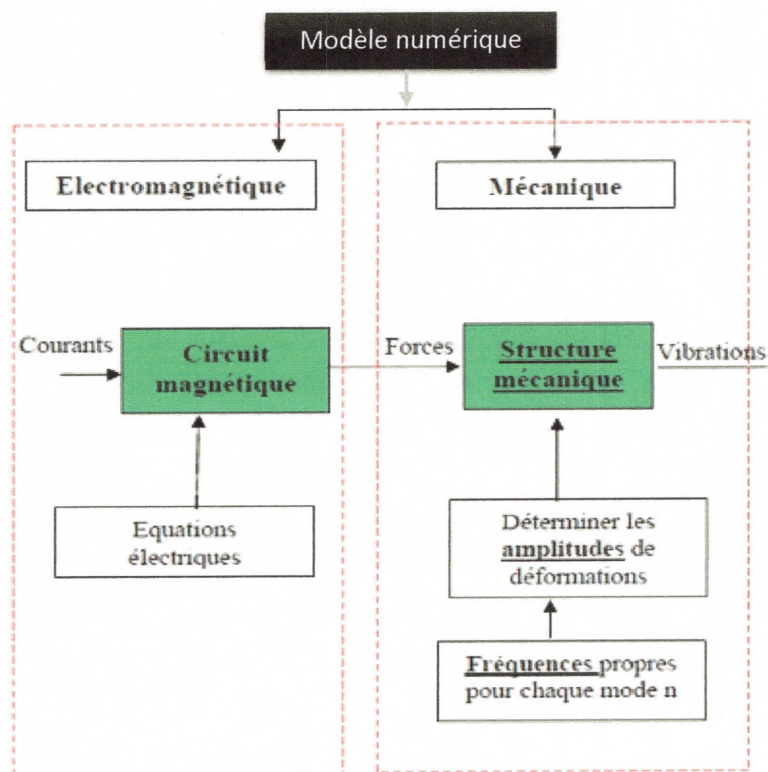 Modèle numérique
Electromagnétique
Mécanique
Courants
Circuit
magnétique
Forces
Structure
mécanique
Vibrations
Equations
électriques
Déterminer les
amplitudes de
déformations
Fréquences propres
pour chaque mode n